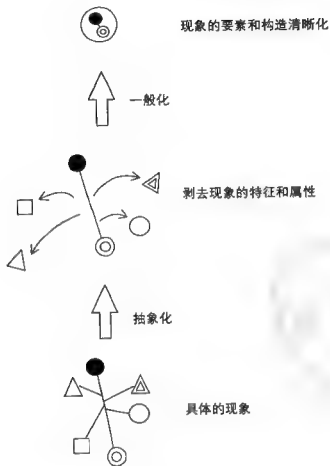 现象的要素和构造清晰化
一般化
剥去现象的特征和属性
抽象化
具体的现象